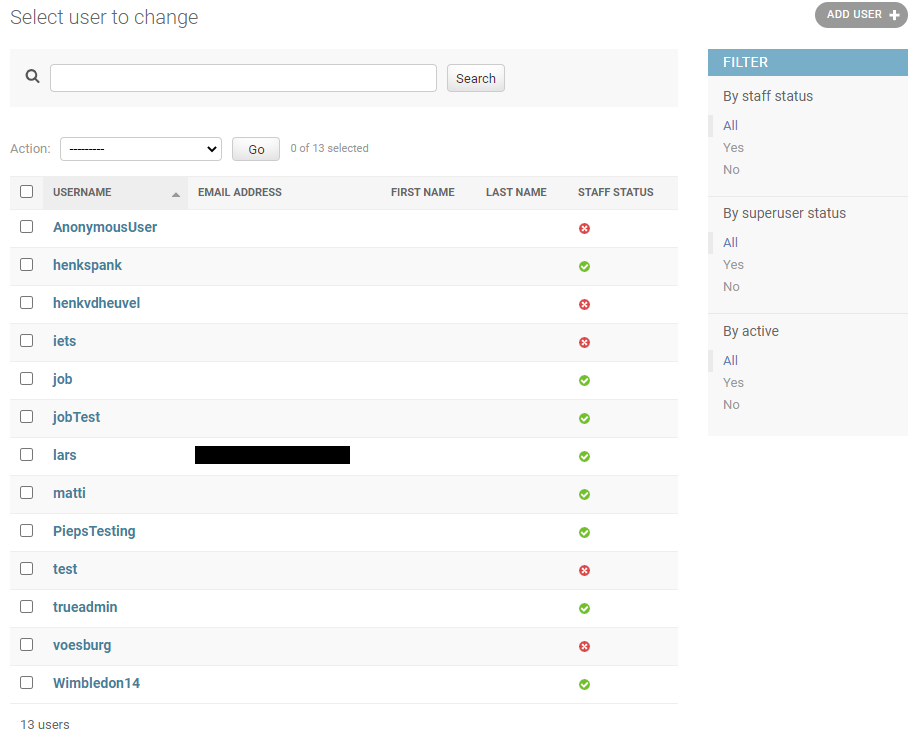 Select user to change
ADD USER
Search
FILTER
By staff status
All
Yes
No
By superuser status
All
Yes
No
By active
All
Yes
No
Action: --------- Go 0 of 13 selected
USERNAME EMAIL ADDRESS FIRST NAME LAST NAME STAFF STATUS
AnonymousUser
henkspank
henkvdheuvel
iets
job
jobTest
lars
matti
PiepsTesting
test
trueadmin
voesburg
Wimbledon14
13 users